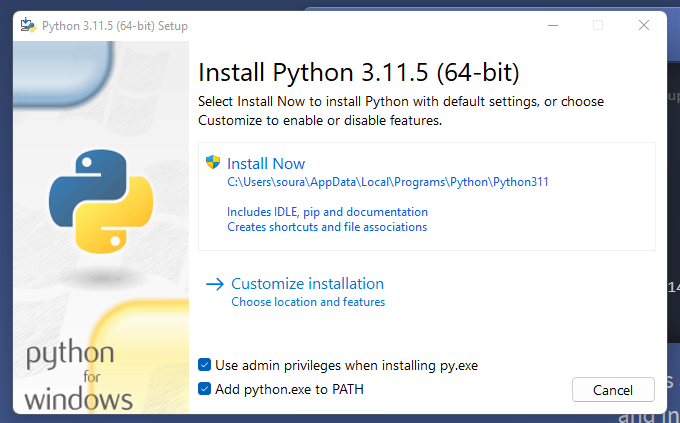 Python 3.11.5 (64-bit) Setup
Install Python 3.11.5 (64-bit)
Select Install Now to install Python with default settings, or choose
Customize to enable or disable features.
Install Now
C:\Users\soura\AppData\Local\Programs\Python\Python311
Includes IDLE, pip and documentation
Creates shortcuts and file associations
Customize installation
Choose location and features
Use admin privileges when installing py.exe
Add python.exe to PATH
Cancel
python
for
windows
and in